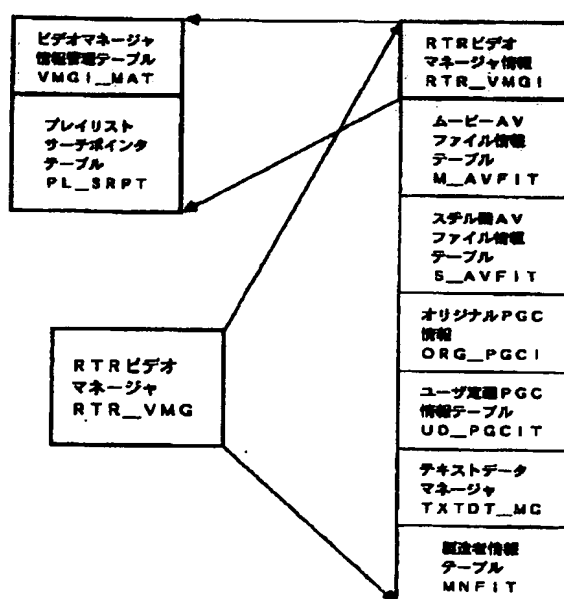 ビデオマネージャ
情報管理テーブル
VMGI_MAT
プレイリスト
サーチポインタ
テーブル
PL_SRPT
RTRビデオ
マネージャ
RTR_VMG
RTRビデオ
マネージャ情報
RTR_VMGI
ムービーAV
ファイル情報
テーブル
M_AVFIT
スチル画AV
ファイル情報
テーブル
S_AVFIT
オリジナルPGC
情報
ORG_PGCI
ユーザ定義PGC
情報テーブル
UD_PGCIT
テキストデータ
マネージャ
TXTDT_MG
製造者情報
テーブル
MNFIT